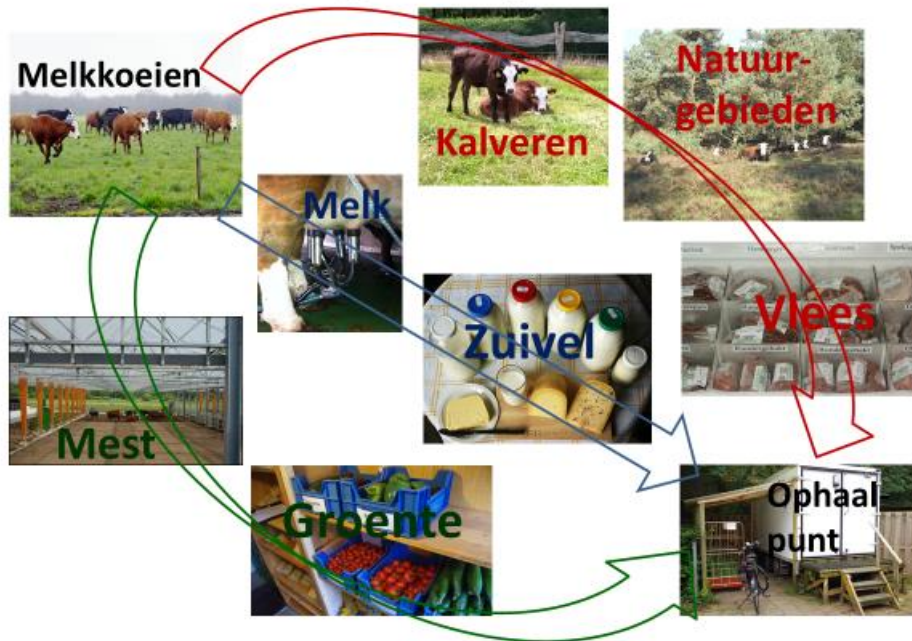 Melkkoeien
Kalveren
Natuur-
gebieden
Melk
Zuivel
Vlees
Mest
Groente
Ophaal-
punt